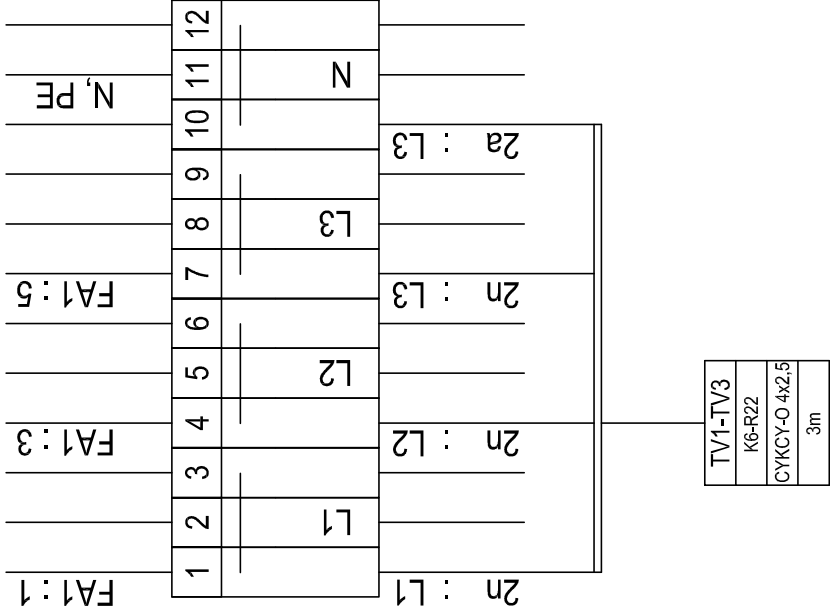 12
11
N
N, PE
10
2a : L3
9
8
L3
7
FA1:5
2n : L3
6
5
L2
4
FA1:3
2n : L2
3
2
L1
1
FA1:1
2n : L1
TV1-TV3
K6-R22
CYKCY-O 4x2,5
3m